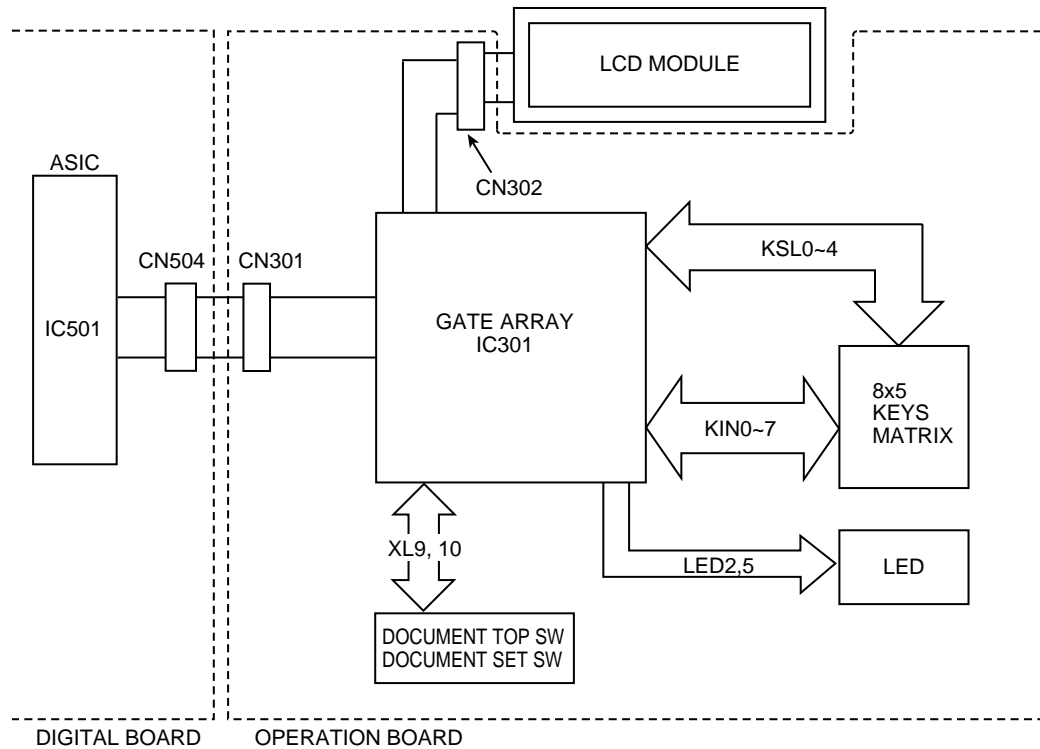 LCD MODULE
ASIC
CN302
KSL0~4
CN504
CN301
IC501
GATE ARRAY
IC301
8x5
KEYS
MATRIX
KIN0~7
XL9, 10
LED2,5
LED
DOCUMENT TOP SW
DOCUMENT SET SW
DIGITAL BOARD
OPERATION BOARD